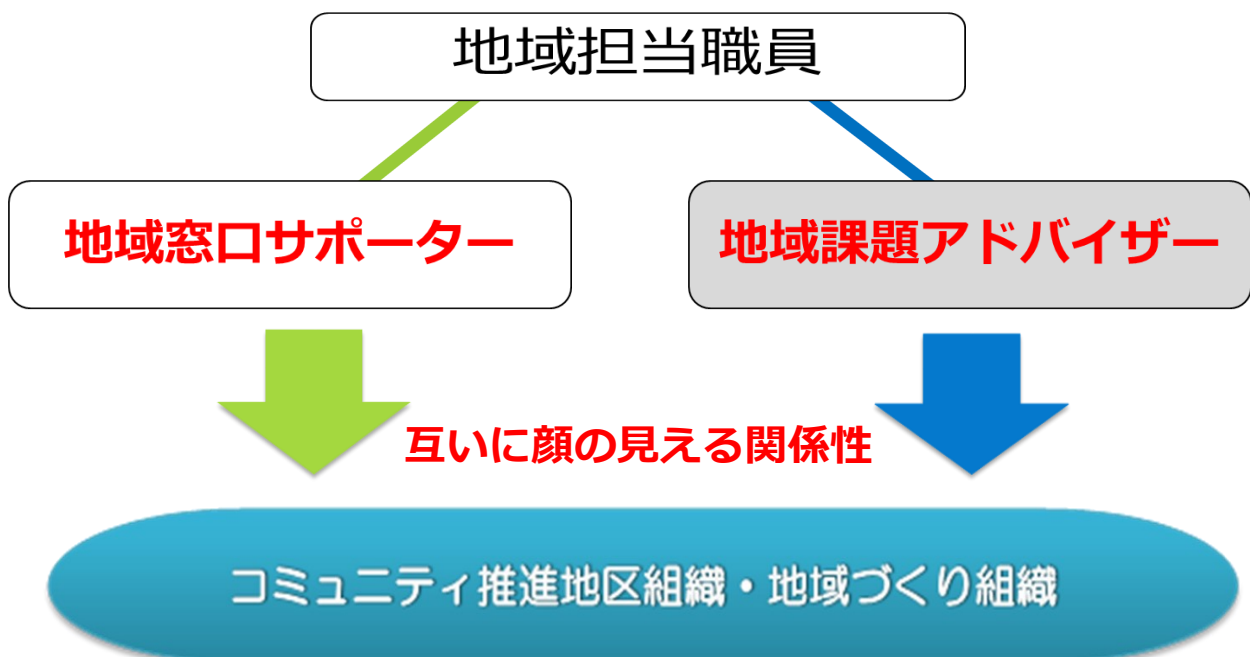 地域担当職員
地域窓口サポーター
地域課題アドバイザー
互いに顔の見える関係性
コミュニティ推進地区組織・地域づくり組織